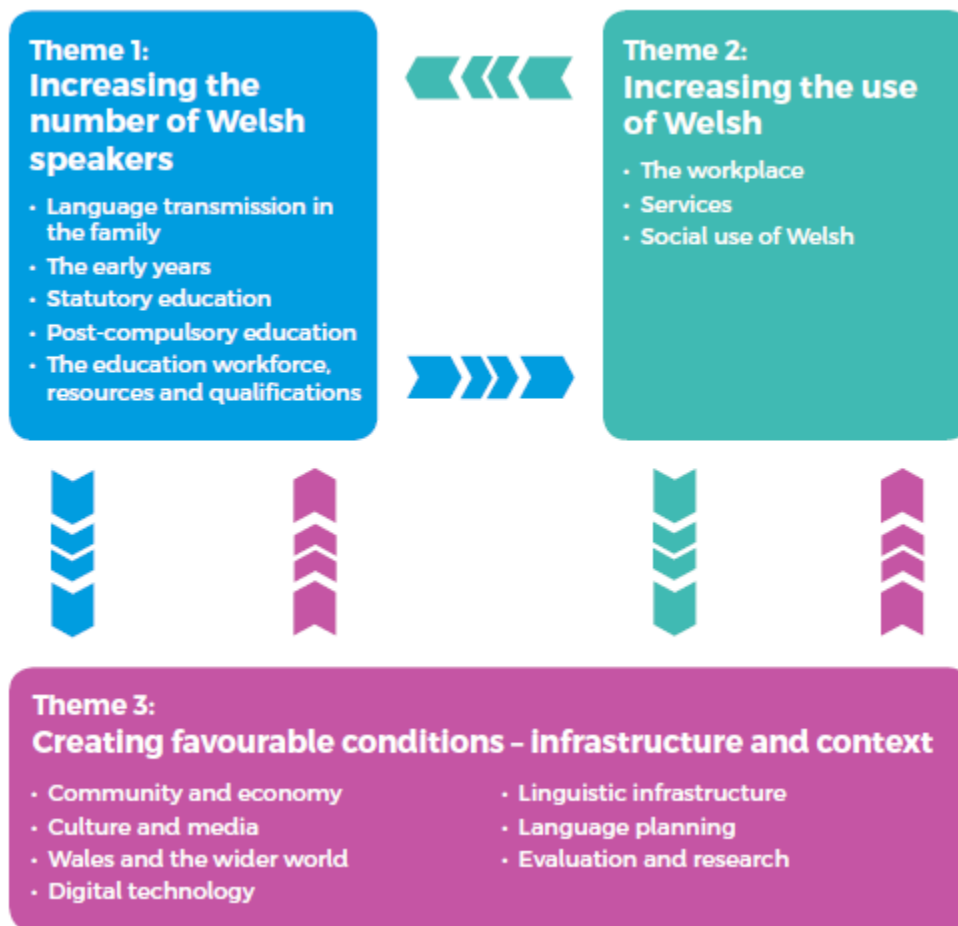 Theme 1:
Increasing the
number of Welsh
speakers
• Language transmission in
the family
• The early years
• Statutory education
• Post-compulsory education
• The education workforce,
resources and qualifications
Theme 2:
Increasing the use
of Welsh
• The workplace
• Services
• Social use of Welsh
Theme 3:
Creating favourable conditions – infrastructure and context
• Community and economy
• Culture and media
• Wales and the wider world
• Digital technology
• Linguistic infrastructure
• Language planning
• Evaluation and research